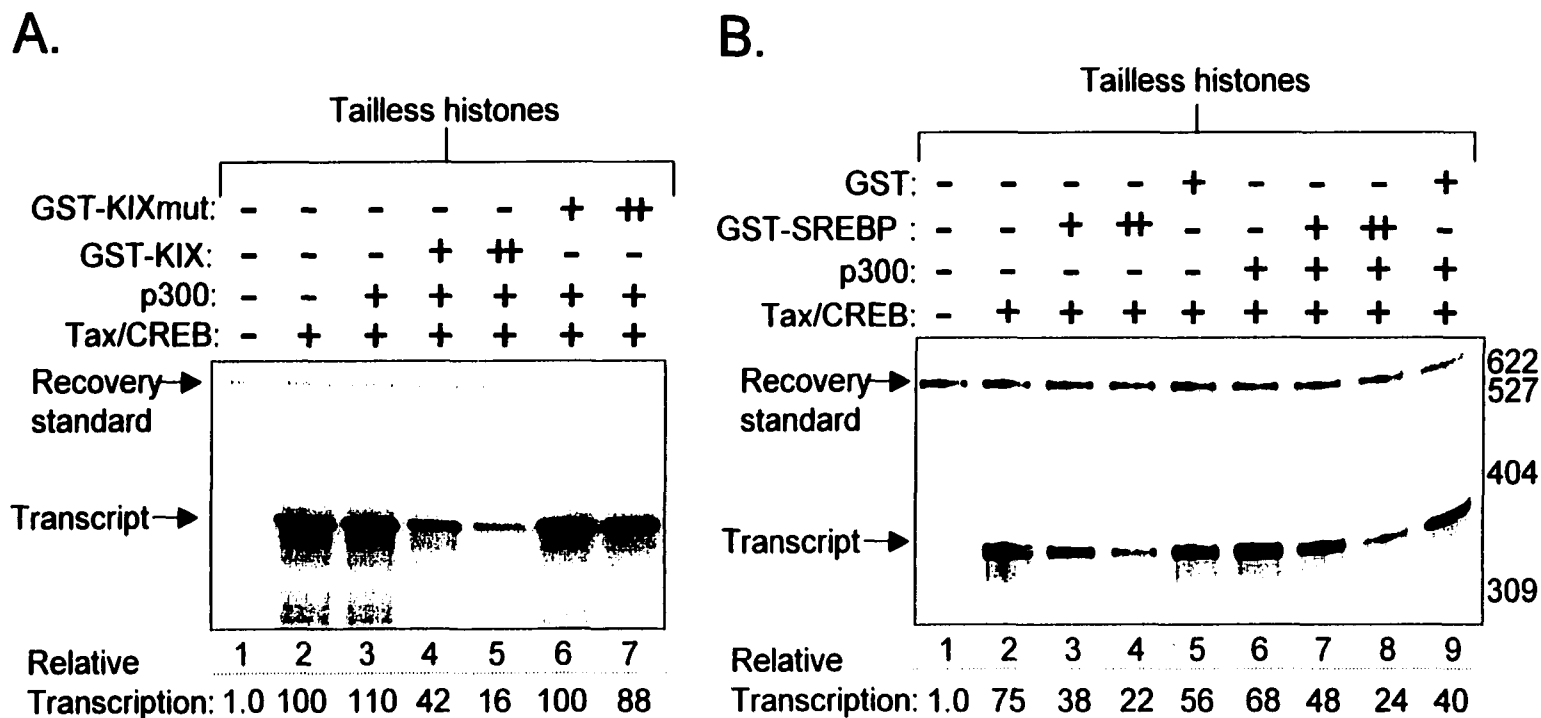 A.
Tailless histones
GST-KIXmut: - - - - - + ++
GST-KIX: - - - + ++ - -
p300: - - + + + + +
Tax/CREB: - + + + + + +
Recovery
standard
Transcript
1 2 3 4 5 6 7
Relative
Transcription: 1.0 100 110 42 16 100 88
B.
Tailless histones
GST: - - - - + - - - +
GST-SREBP : - - + ++ - - + ++ -
p300: - - - - - + + + +
Tax/CREB: - + + + + + + + +
Recovery
standard
Transcript
622
527
404
309
1 2 3 4 5 6 7 8 9
Relative
Transcription: 1.0 75 38 22 56 68 48 24 40